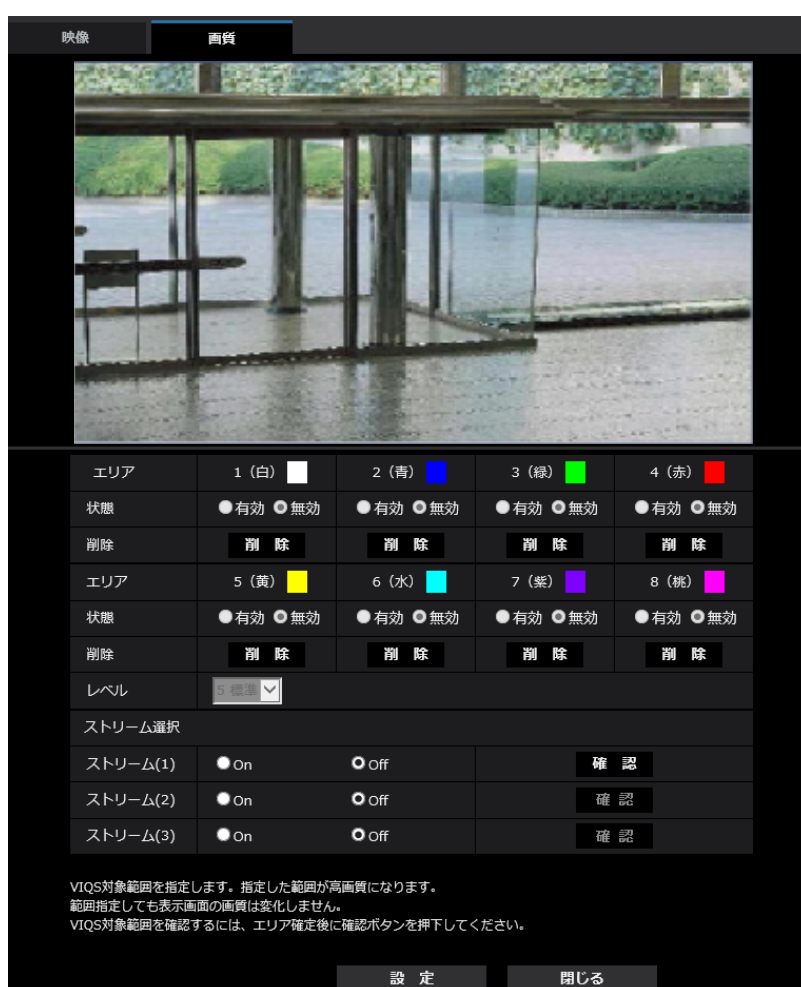 映像 画質
エリア 1（白） 2（青） 3（緑） 4（赤）
状態 有効 無効 有効 無効 有効 無効 有効 無効
削除 削 除 削 除 削 除 削 除
エリア 5（黄） 6（水） 7（紫） 8（桃）
状態 有効 無効 有効 無効 有効 無効 有効 無効
削除 削 除 削 除 削 除 削 除
レベル 5 標準
ストリーム選択
ストリーム(1) On Off 確 認
ストリーム(2) On Off 確 認
ストリーム(3) On Off 確 認
VIQS対象範囲を指定します。指定した範囲が高画質になります。
範囲指定しても表示画面の画質は変化しません。
VIQS対象範囲を確認するには、エリア確定後に確認ボタンを押下してください。
設 定 閉じる